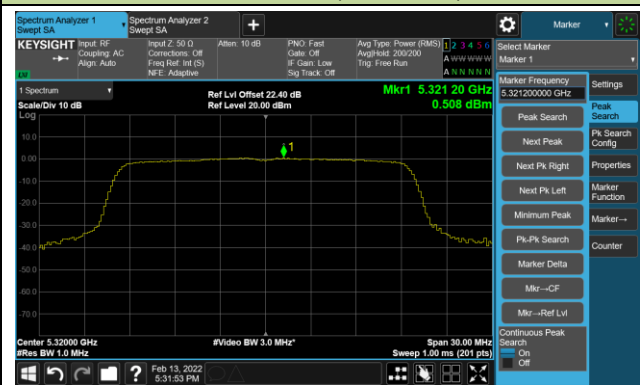 Spectrum Analyzer 1
Swept SA
Spectrum Analyzer 2
Swept SA
+
Marker
KEYSIGHT
Input: RF
Coupling: AC
Align: Auto
Input Z: 50 Ω
Corrections: Off
Freq Ref: Int (S)
NFE: Adaptive
Atten: 10 dB
PNO: Fast
Gate: Off
IF Gain: Low
Sig Track: Off
Avg Type: Power (RMS)
Avg|Hold: 200/200
Trig: Free Run
1 2 3 4 5 6
A W W W W W
A N N N N N
LXI
Select Marker
Marker 1
1 Spectrum
Scale/Div 10 dB
Log
Ref Lvl Offset 22.40 dB
Ref Level 20.00 dBm
Mkr1 5.321 20 GHz
0.508 dBm
10.0
0.00
-10.0
-20.0
-30.0
-40.0
-50.0
-60.0
-70.0
1
Center 5.32000 GHz
#Res BW 1.0 MHz
#Video BW 3.0 MHz*
Span 30.00 MHz
Sweep 1.00 ms (201 pts)
Marker Frequency
5.321200000 GHz
Peak Search
Next Peak
Next Pk Right
Next Pk Left
Minimum Peak
Pk-Pk Search
Marker Delta
Mkr→CF
Mkr→Ref Lvl
Continuous Peak
Search
On
Off
Settings
Peak
Search
Pk Search
Config
Properties
Marker
Function
Marker→
Counter
?
Feb 13, 2022
5:31:53 PM